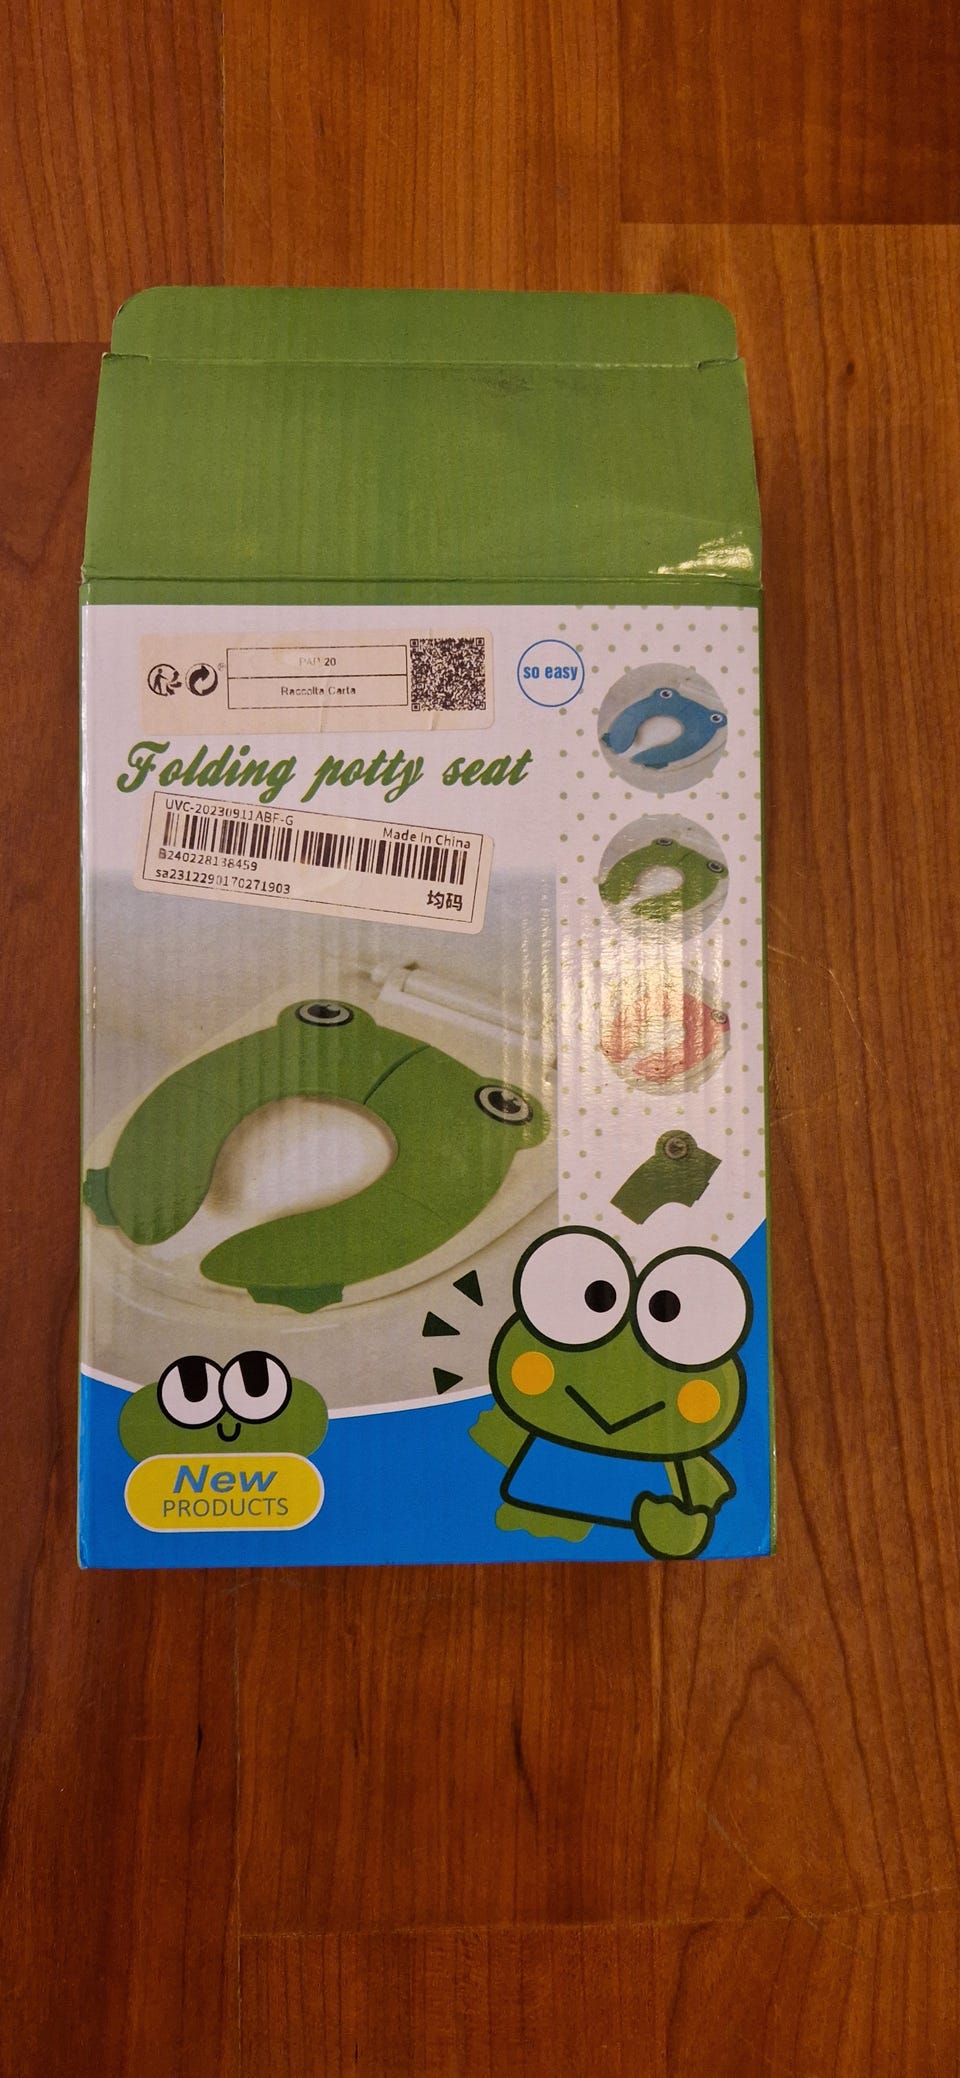 PAP 20
Raccolta Carta
so easy
Folding potty seat
UVC-20230911ABF-G
Made In China
B240228138459
sa2312290170271903
均码
New
PRODUCTS